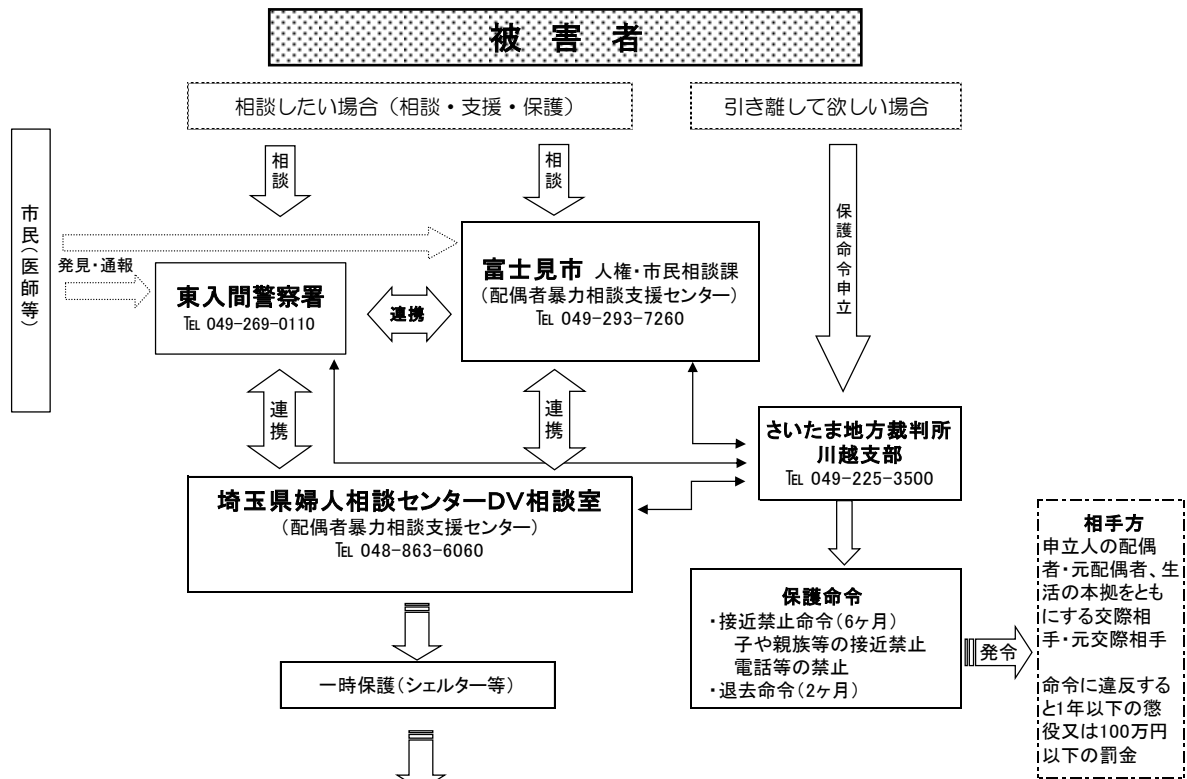 被害者
相談したい場合（相談・支援・保護）
引き離して欲しい場合
相談
相談
保護命令申立
市民（医師等）
発見・通報
東入間警察署
℡ 049-269-0110
連携
富士見市 人権・市民相談課
（配偶者暴力相談支援センター）
℡ 049-293-7260
連携
連携
さいたま地方裁判所
川越支部
℡ 049-225-3500
埼玉県婦人相談センターDV相談室
（配偶者暴力相談支援センター）
℡ 048-863-6060
保護命令
・接近禁止命令（6ヶ月）
子や親族等の接近禁止
電話等の禁止
・退去命令（2ヶ月）
発令
相手方
申立人の配偶
者・元配偶者、生
活の本拠をとも
にする交際相
手・元交際相手
命令に違反する
と1年以下の懲
役又は100万円
以下の罰金
一時保護（シェルター等）